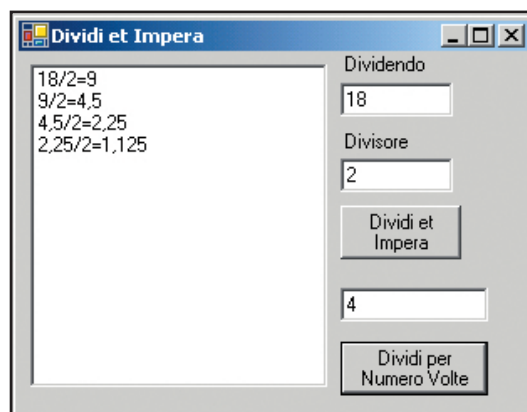 Dividi et Impera
18/2=9
9/2=4,5
4,5/2=2,25
2,25/2=1,125
Dividendo
18
Divisore
2
Dividi et
Impera
4
Dividi per
Numero Volte